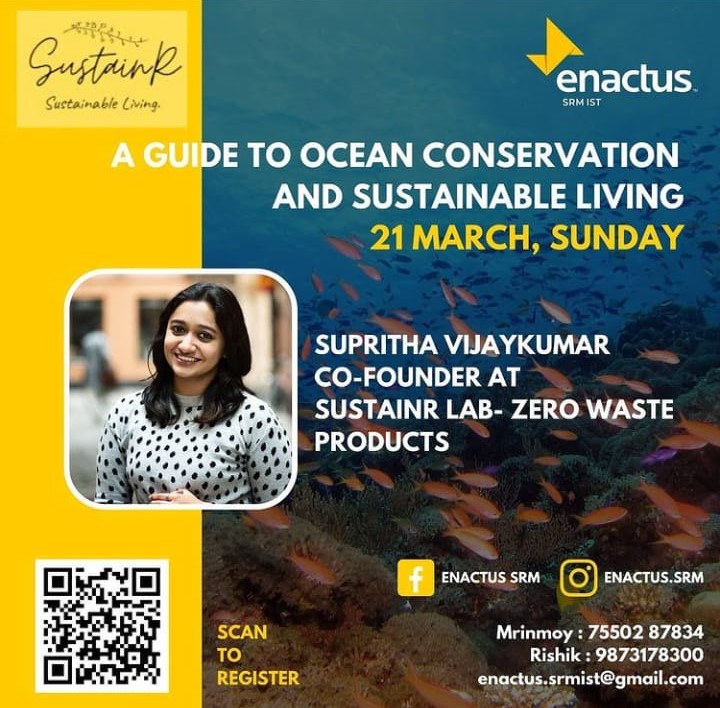 SustainR
Sustainable Living.
enactus
SRM IST
A GUIDE TO OCEAN CONSERVATION
AND SUSTAINABLE LIVING
21 MARCH, SUNDAY
SUPRITHA VIJAYKUMAR
CO-FOUNDER AT
SUSTAINR LAB- ZERO WASTE
PRODUCTS
ENACTUS SRM
ENACTUS.SRM
SCAN
TO
REGISTER
Mrinmoy : 75502 87834
Rishik : 9873178300
enactus.srmist@gmail.com